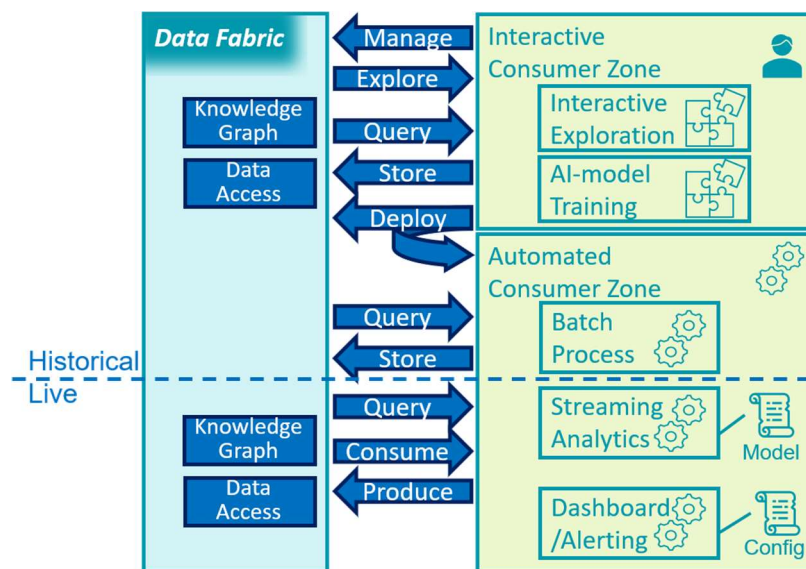 Data Fabric
Manage
Explore
Knowledge
Graph
Query
Data
Access
Store
Deploy
Interactive
Consumer Zone
Interactive
Exploration
AI-model
Training
Automated
Consumer Zone
Query
Store
Batch
Process
Historical
Live
Query
Knowledge
Graph
Consume
Data
Access
Produce
Streaming
Analytics
Model
Dashboard
/Alerting
Config